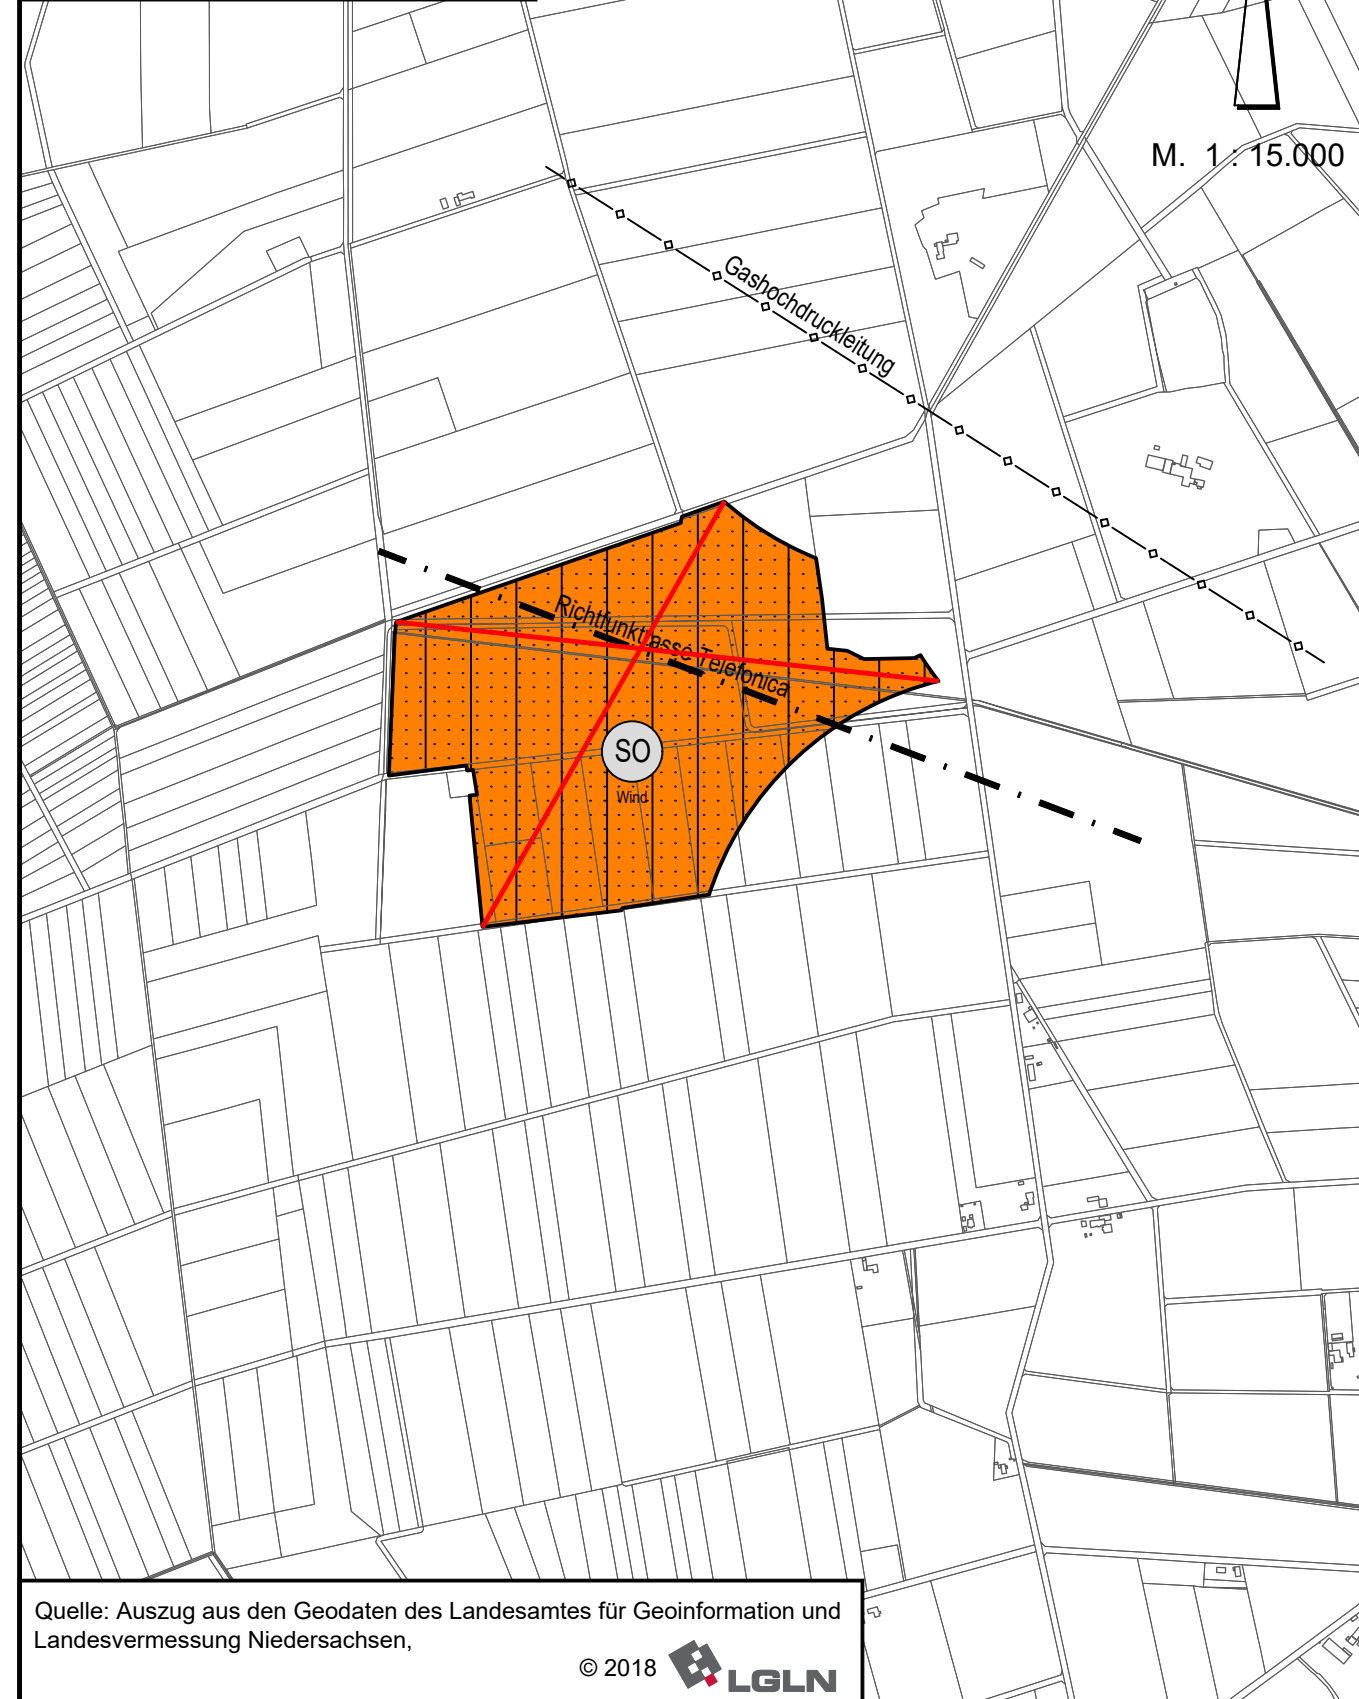 M. 1 : 15.000
Gashochdruckleitung
Richtfunktrasse Telefonica
SO
Wind
Quelle: Auszug aus den Geodaten des Landesamtes für Geoinformation und
Landesvermessung Niedersachsen,
© 2018 LGLN